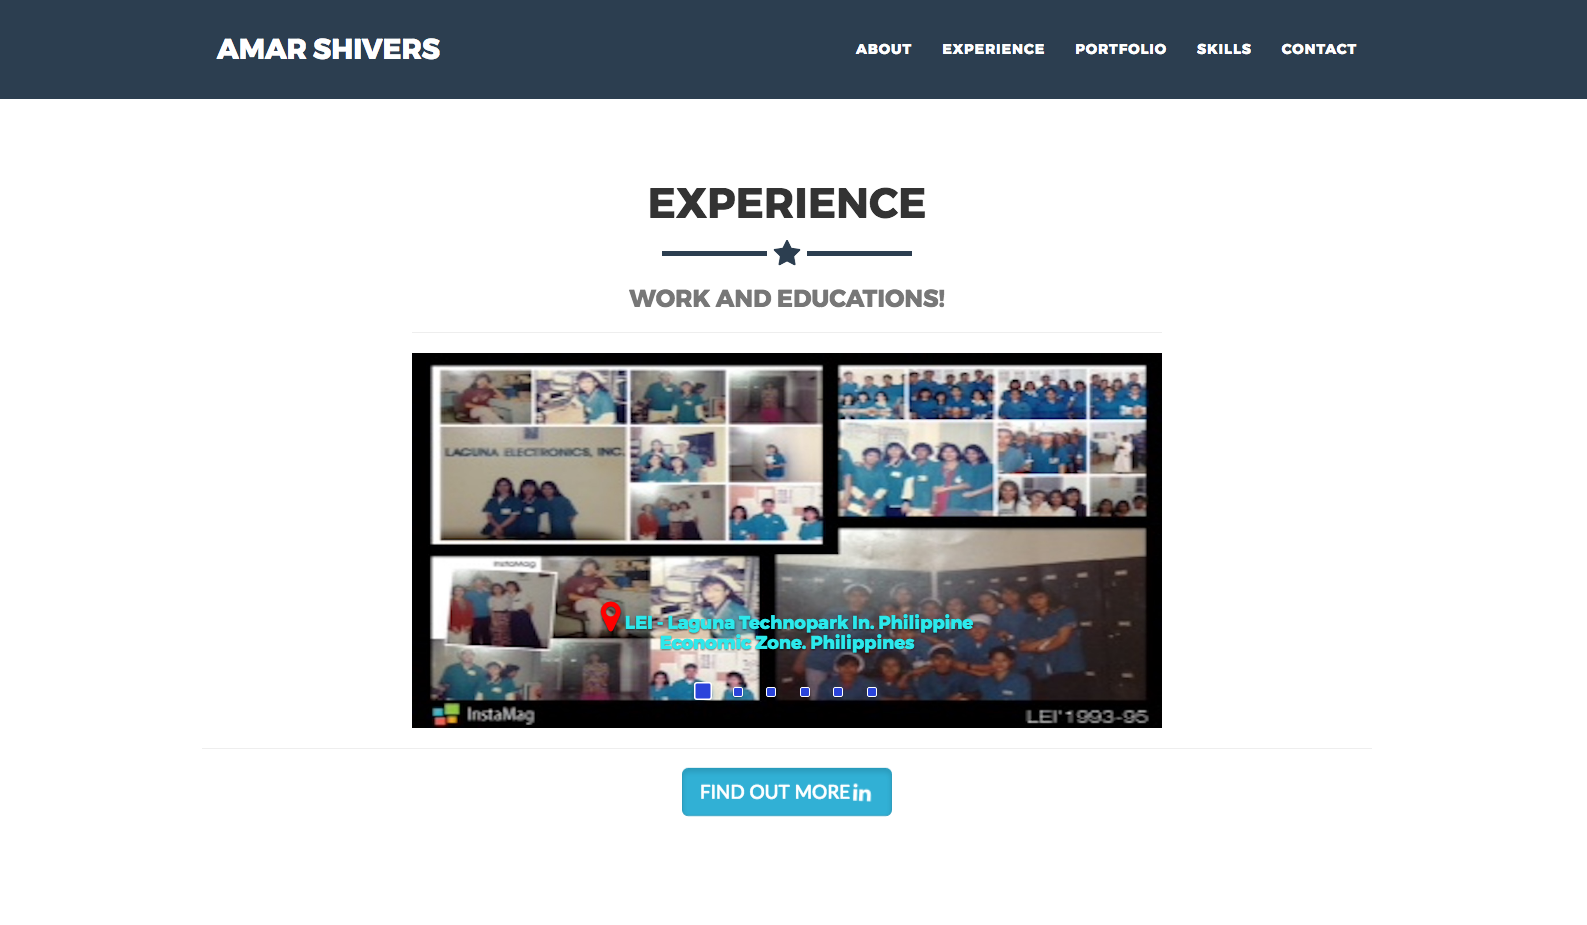 AMAR SHIVERS
ABOUT EXPERIENCE PORTFOLIO SKILLS CONTACT
EXPERIENCE
WORK AND EDUCATIONS!
LAGUNA ELECTRONICS, INC.
InstaMag
LEI - Laguna Technopark In. Philippine
Economic Zone. Philippines
InstaMag
LEI'1993-95
FIND OUT MORE in